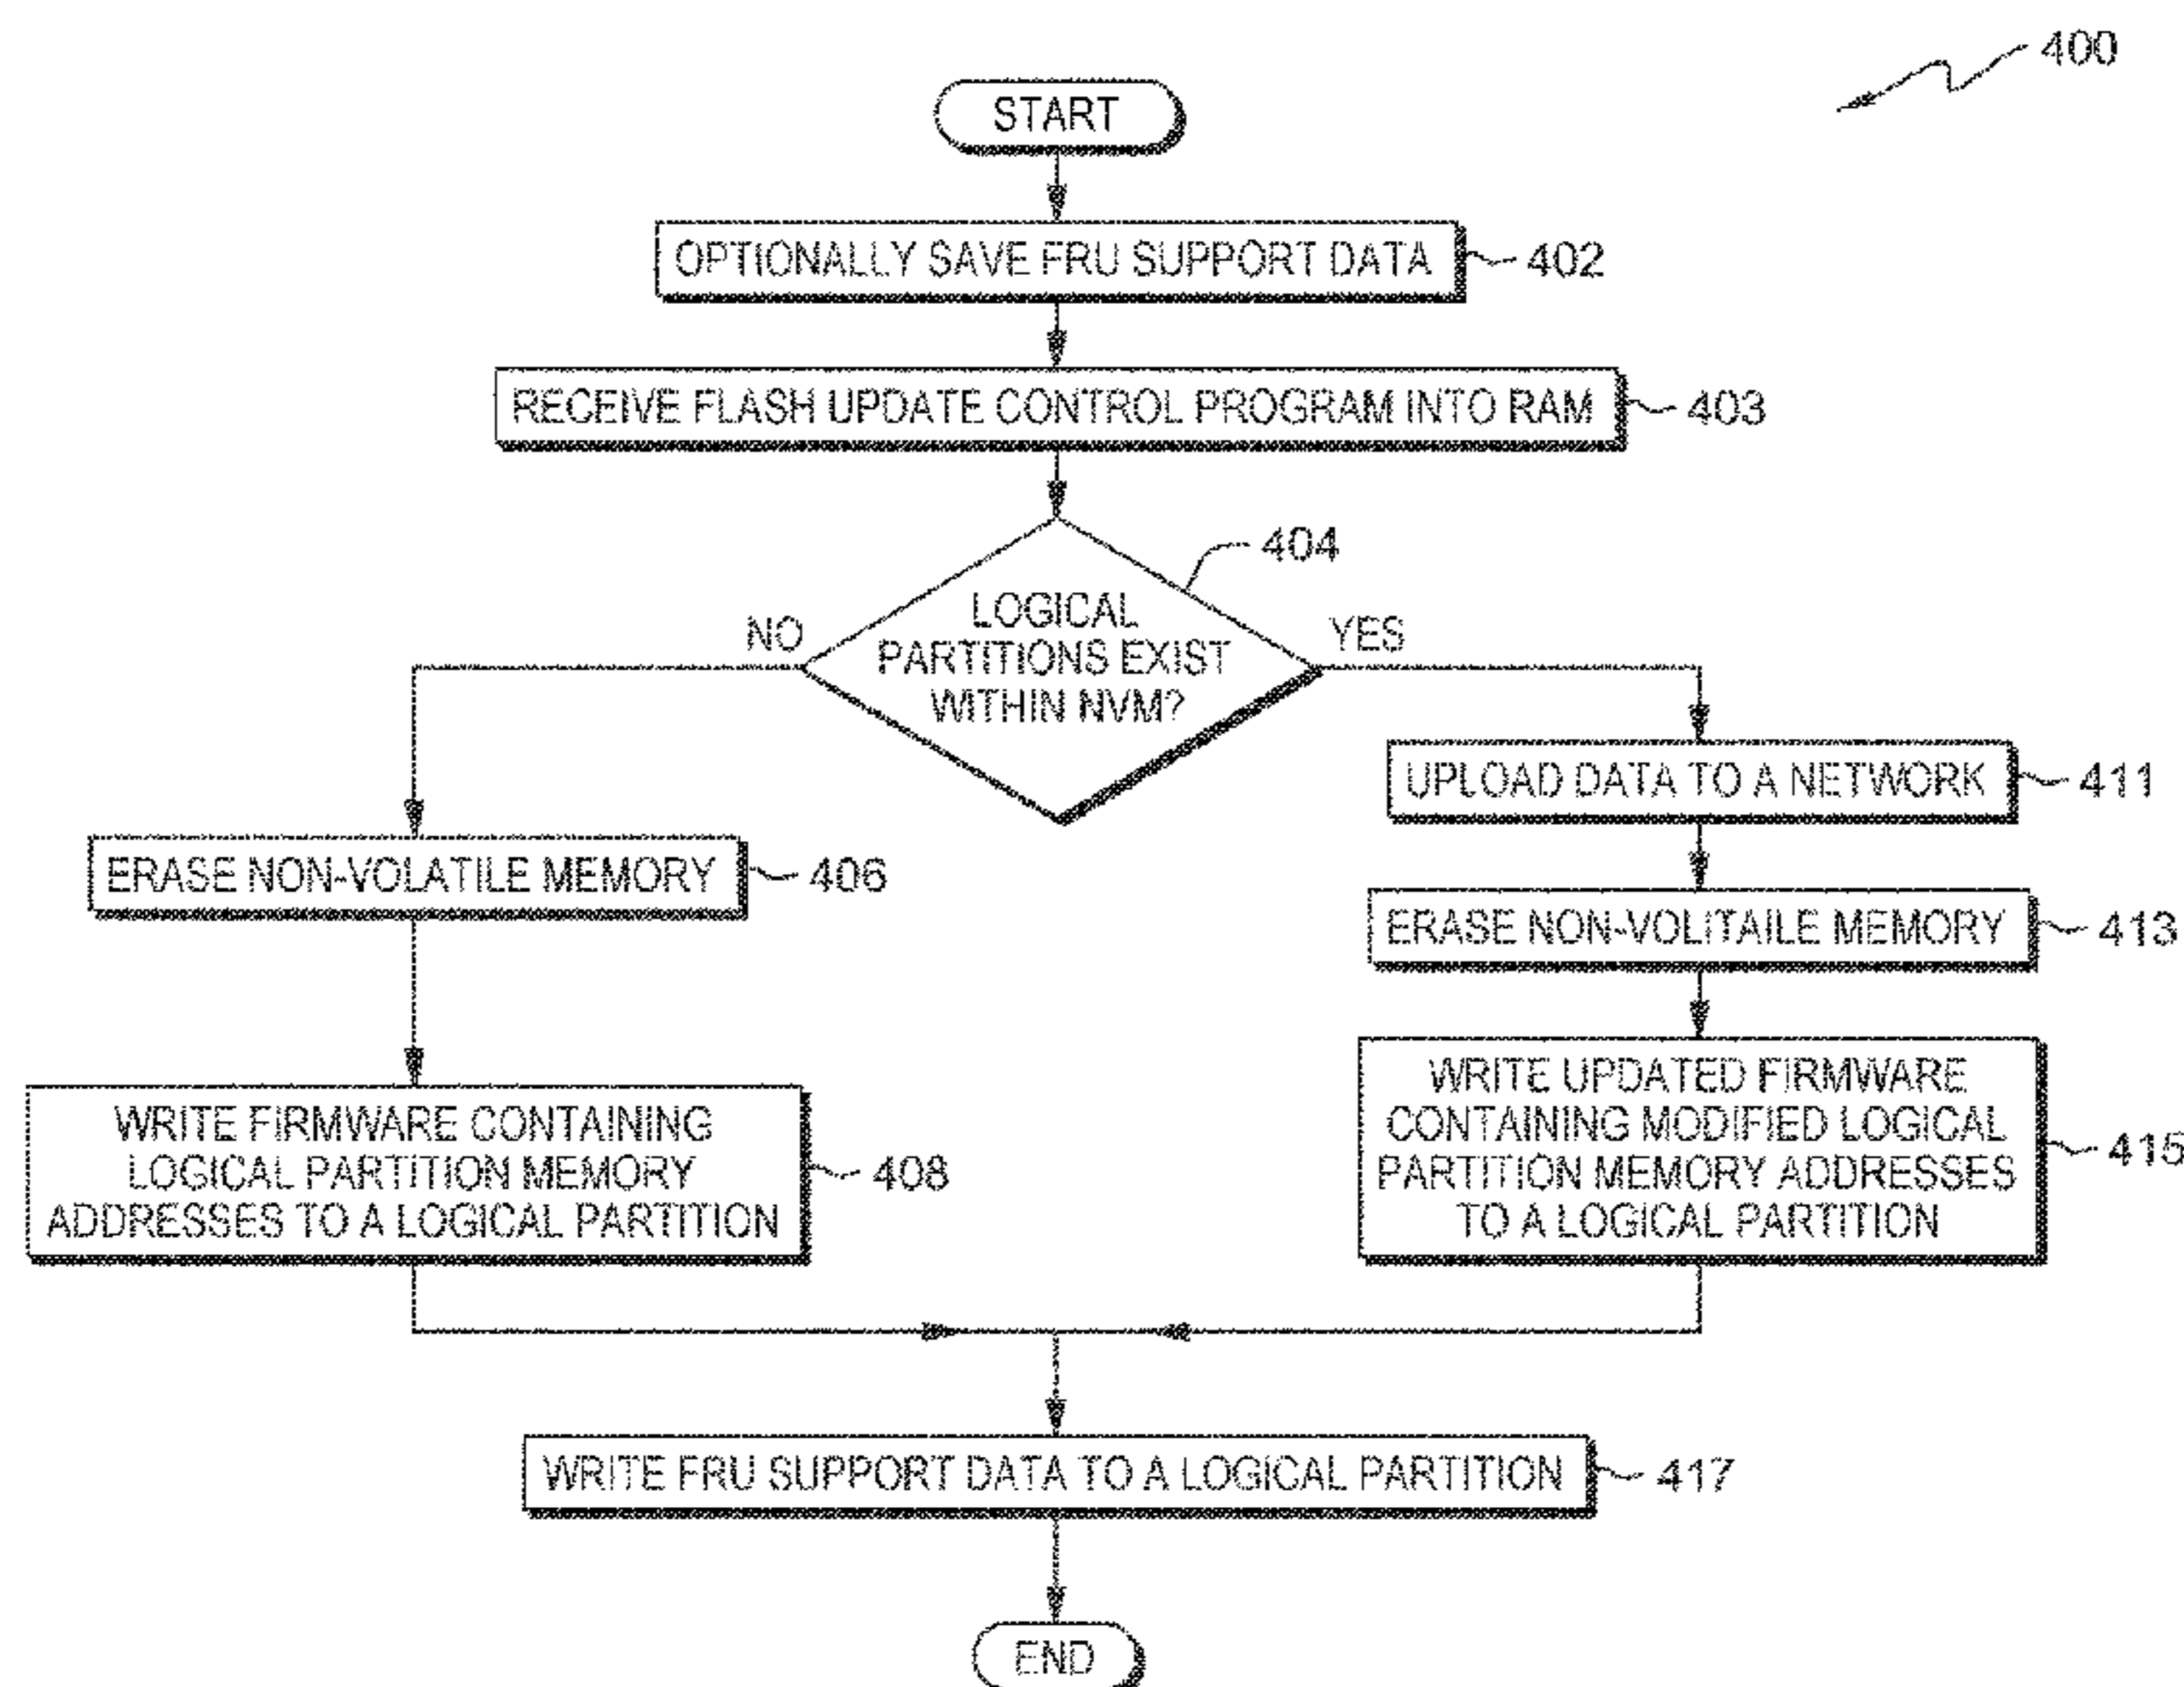 400
START
OPTIONALLY SAVE FRU SUPPORT DATA
402
RECEIVE FLASH UPDATE CONTROL PROGRAM INTO RAM
403
404
LOGICAL
PARTITIONS EXIST
WITHIN NVM?
NO
YES
UPLOAD DATA TO A NETWORK
411
ERASE NON-VOLATILE MEMORY
406
ERASE NON-VOLITAILE MEMORY
413
WRITE FIRMWARE CONTAINING
LOGICAL PARTITION MEMORY
ADDRESSES TO A LOGICAL PARTITION
408
WRITE UPDATED FIRMWARE
CONTAINING MODIFIED LOGICAL
PARTITION MEMORY ADDRESSES
TO A LOGICAL PARTITION
415
WRITE FRU SUPPORT DATA TO A LOGICAL PARTITION
417
END